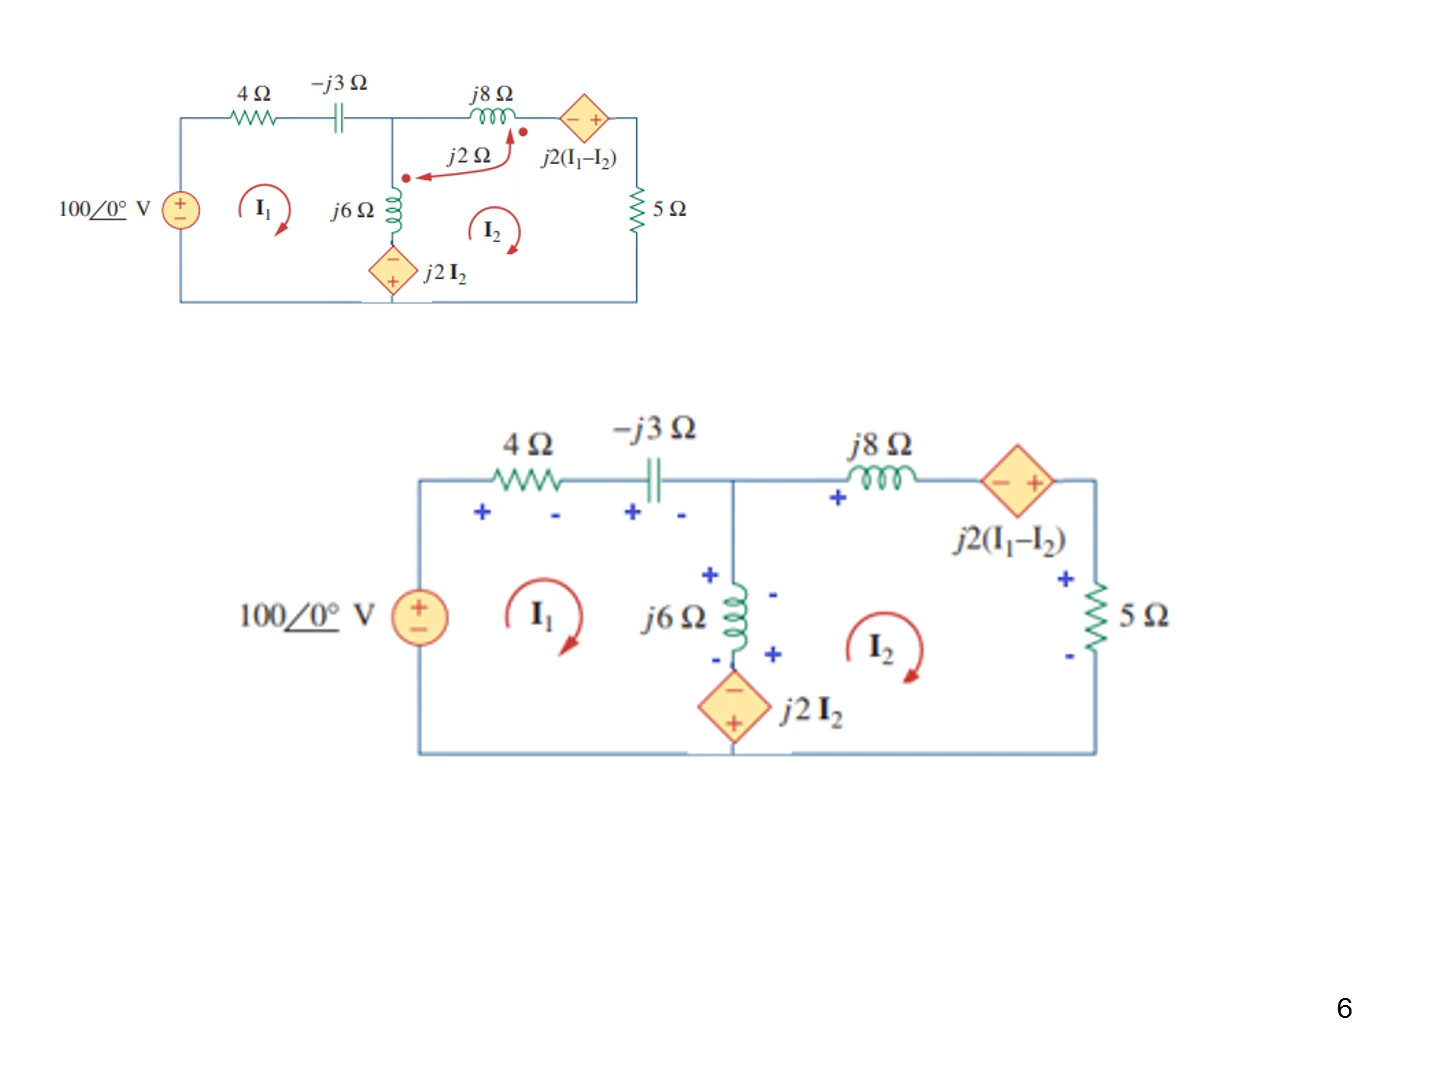 4 Ω
−j3 Ω
j8 Ω
− +
j2 Ω
j2(I₁−I₂)
100∠0° V
+
−
I₁
j6 Ω
I₂
5 Ω
−
+
j2 I₂
4 Ω
−j3 Ω
j8 Ω
− +
+ - + - +
j2(I₁−I₂)
+ - +
100∠0° V
+
−
I₁
j6 Ω
I₂
5 Ω
- + -
−
+
j2 I₂
6